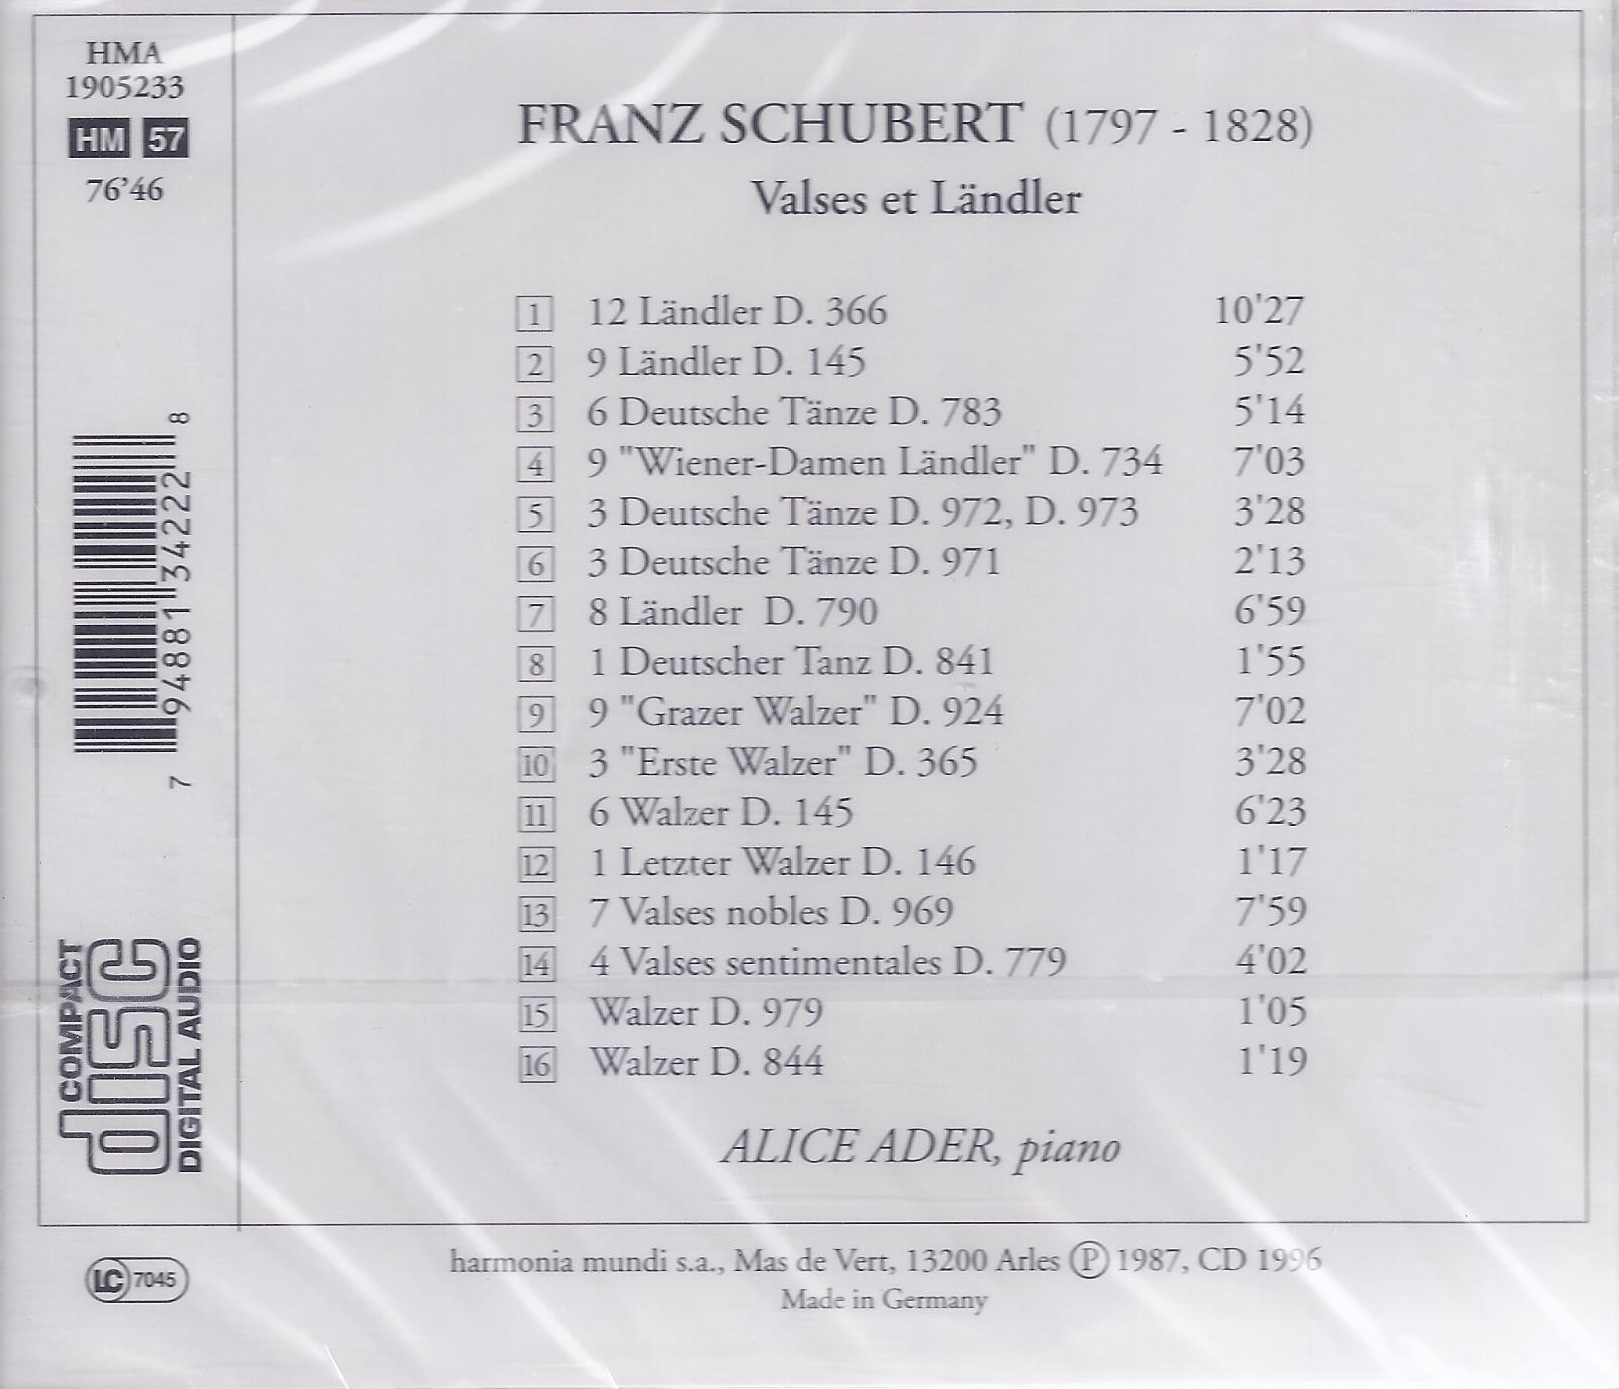 HMA
1905233
HM 57
76'46
FRANZ SCHUBERT (1797 - 1828)
Valses et Ländler
1 12 Ländler D. 366 10'27
2 9 Ländler D. 145 5'52
3 6 Deutsche Tänze D. 783 5'14
4 9 "Wiener-Damen Ländler" D. 734 7'03
5 3 Deutsche Tänze D. 972, D. 973 3'28
6 3 Deutsche Tänze D. 971 2'13
7 8 Ländler D. 790 6'59
8 1 Deutscher Tanz D. 841 1'55
9 9 "Grazer Walzer" D. 924 7'02
10 3 "Erste Walzer" D. 365 3'28
11 6 Walzer D. 145 6'23
12 1 Letzter Walzer D. 146 1'17
13 7 Valses nobles D. 969 7'59
14 4 Valses sentimentales D. 779 4'02
15 Walzer D. 979 1'05
16 Walzer D. 844 1'19
ALICE ADER, piano
7 94881 34222 8
COMPACT
disc
DIGITAL AUDIO
LC 7045
harmonia mundi s.a., Mas de Vert, 13200 Arles Ⓟ 1987, CD 1996
Made in Germany